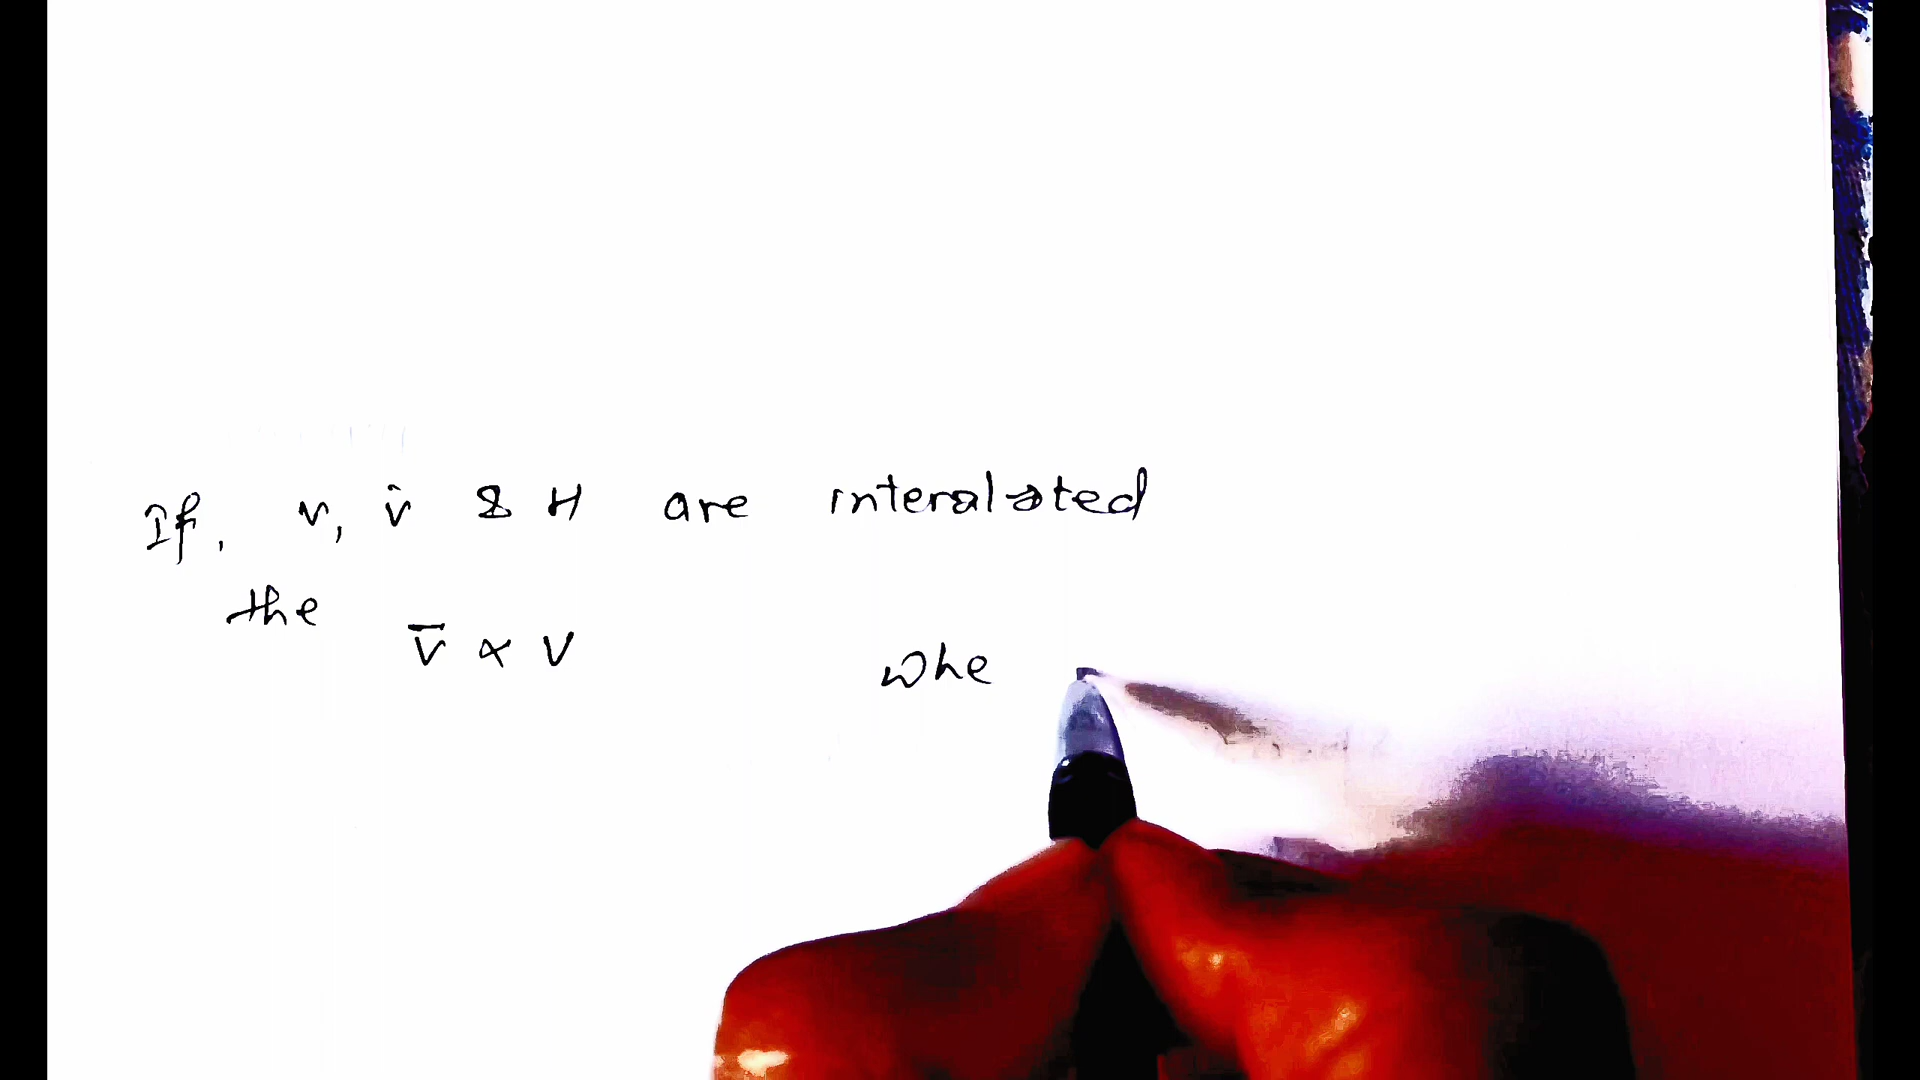 If, v, v̇ & H are interalated
the
v̅ ∝ V whe